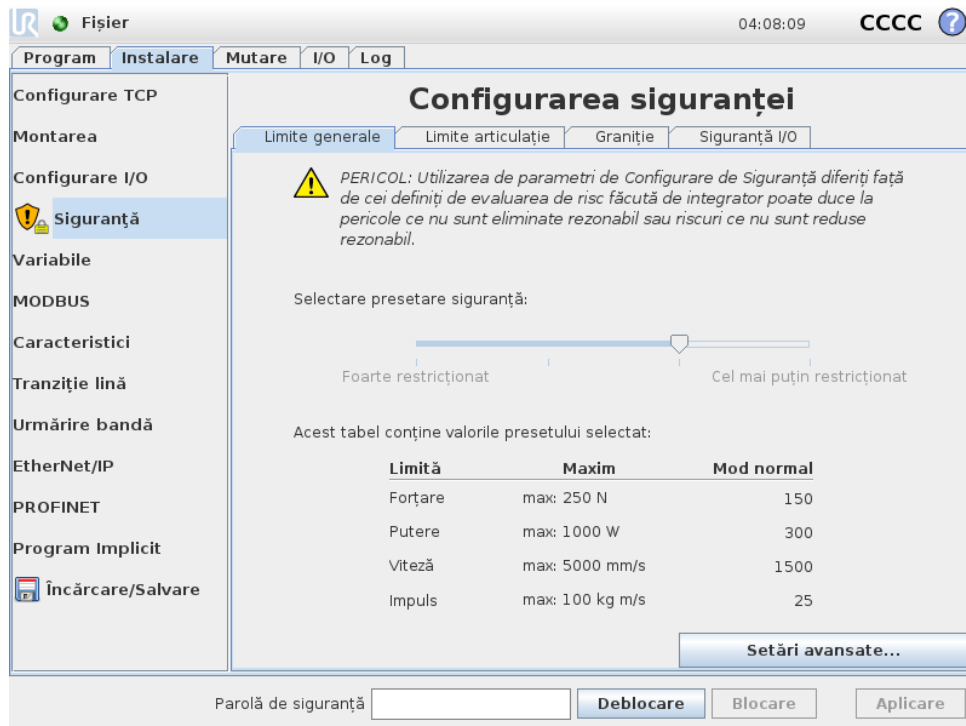 UR Fișier 04:08:09 CCCC ?
Program Instalare Mutare I/O Log
Configurare TCP
Montarea
Configurare I/O
Siguranță
Variabile
MODBUS
Caracteristici
Tranziție lină
Urmărire bandă
EtherNet/IP
PROFINET
Program Implicit
Încărcare/Salvare
Configurarea siguranței
Limite generale Limite articulație Graniție Siguranță I/O
PERICOL: Utilizarea de parametri de Configurare de Siguranță diferiți față
de cei definiți de evaluarea de risc făcută de integrator poate duce la
pericole ce nu sunt eliminate rezonabil sau riscuri ce nu sunt reduse
rezonabil.
Selectare presetare siguranță:
Foarte restricționat Cel mai puțin restricționat
Acest tabel conține valorile presetului selectat:
Limită Maxim Mod normal
Forțare max: 250 N 150
Putere max: 1000 W 300
Viteză max: 5000 mm/s 1500
Impuls max: 100 kg m/s 25
Setări avansate...
Parolă de siguranță Deblocare Blocare Aplicare